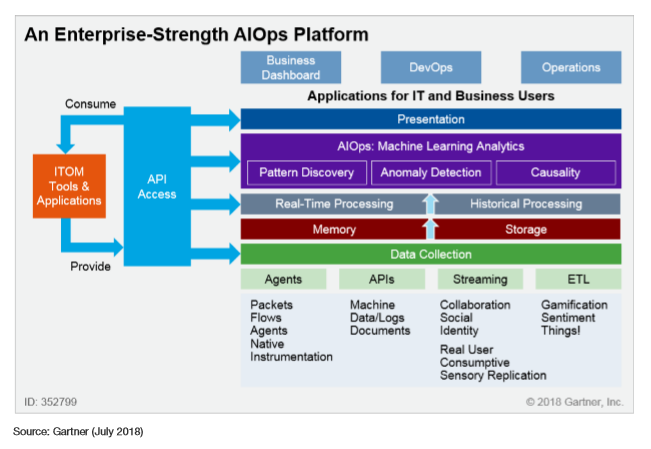 An Enterprise-Strength AIOps Platform
Business
Dashboard
DevOps
Operations
Applications for IT and Business Users
Consume
Presentation
AIOps: Machine Learning Analytics
Pattern Discovery
Anomaly Detection
Causality
ITOM
Tools &
Applications
API
Access
Real-Time Processing
Historical Processing
Memory
Storage
Provide
Data Collection
Agents
APIs
Streaming
ETL
Packets
Flows
Agents
Native
Instrumentation
Machine
Data/Logs
Documents
Collaboration
Social
Identity
Real User
Consumptive
Sensory Replication
Gamification
Sentiment
Things!
ID: 352799
© 2018 Gartner, Inc.
Source: Gartner (July 2018)